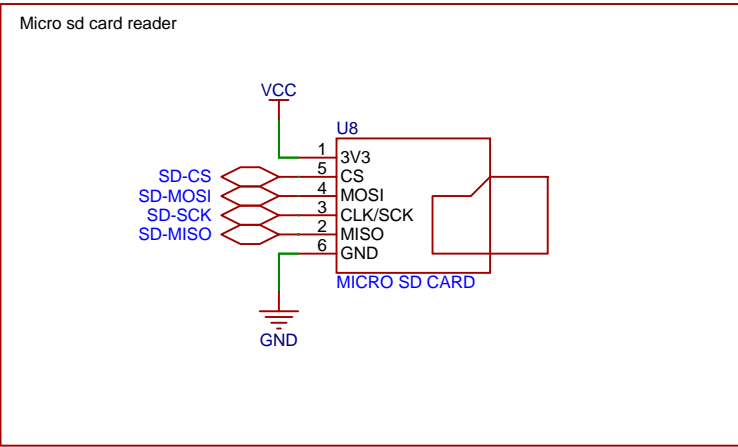 Micro sd card reader
VCC
U8
1 3V3
SD-CS 5 CS
SD-MOSI 4 MOSI
SD-SCK 3 CLK/SCK
SD-MISO 2 MISO
6 GND
MICRO SD CARD
GND